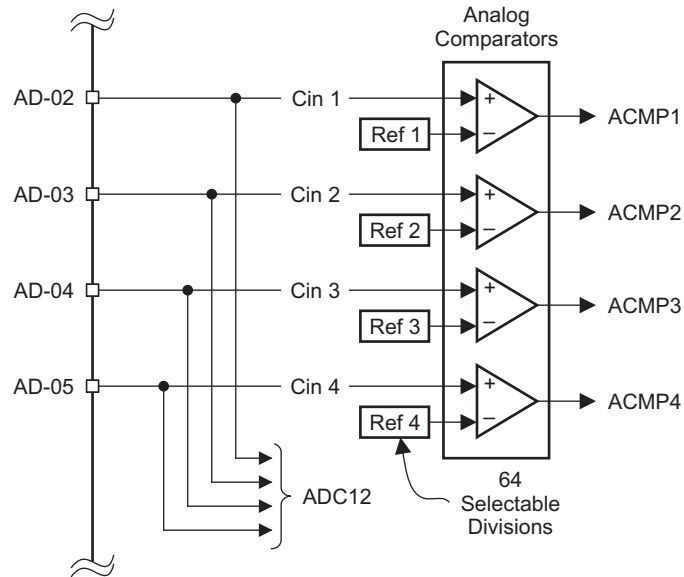 Analog
Comparators
AD-02 Cin 1 + ACMP1
Ref 1 −
AD-03 Cin 2 + ACMP2
Ref 2 −
AD-04 Cin 3 + ACMP3
Ref 3 −
AD-05 Cin 4 + ACMP4
Ref 4 −
ADC12
64
Selectable
Divisions